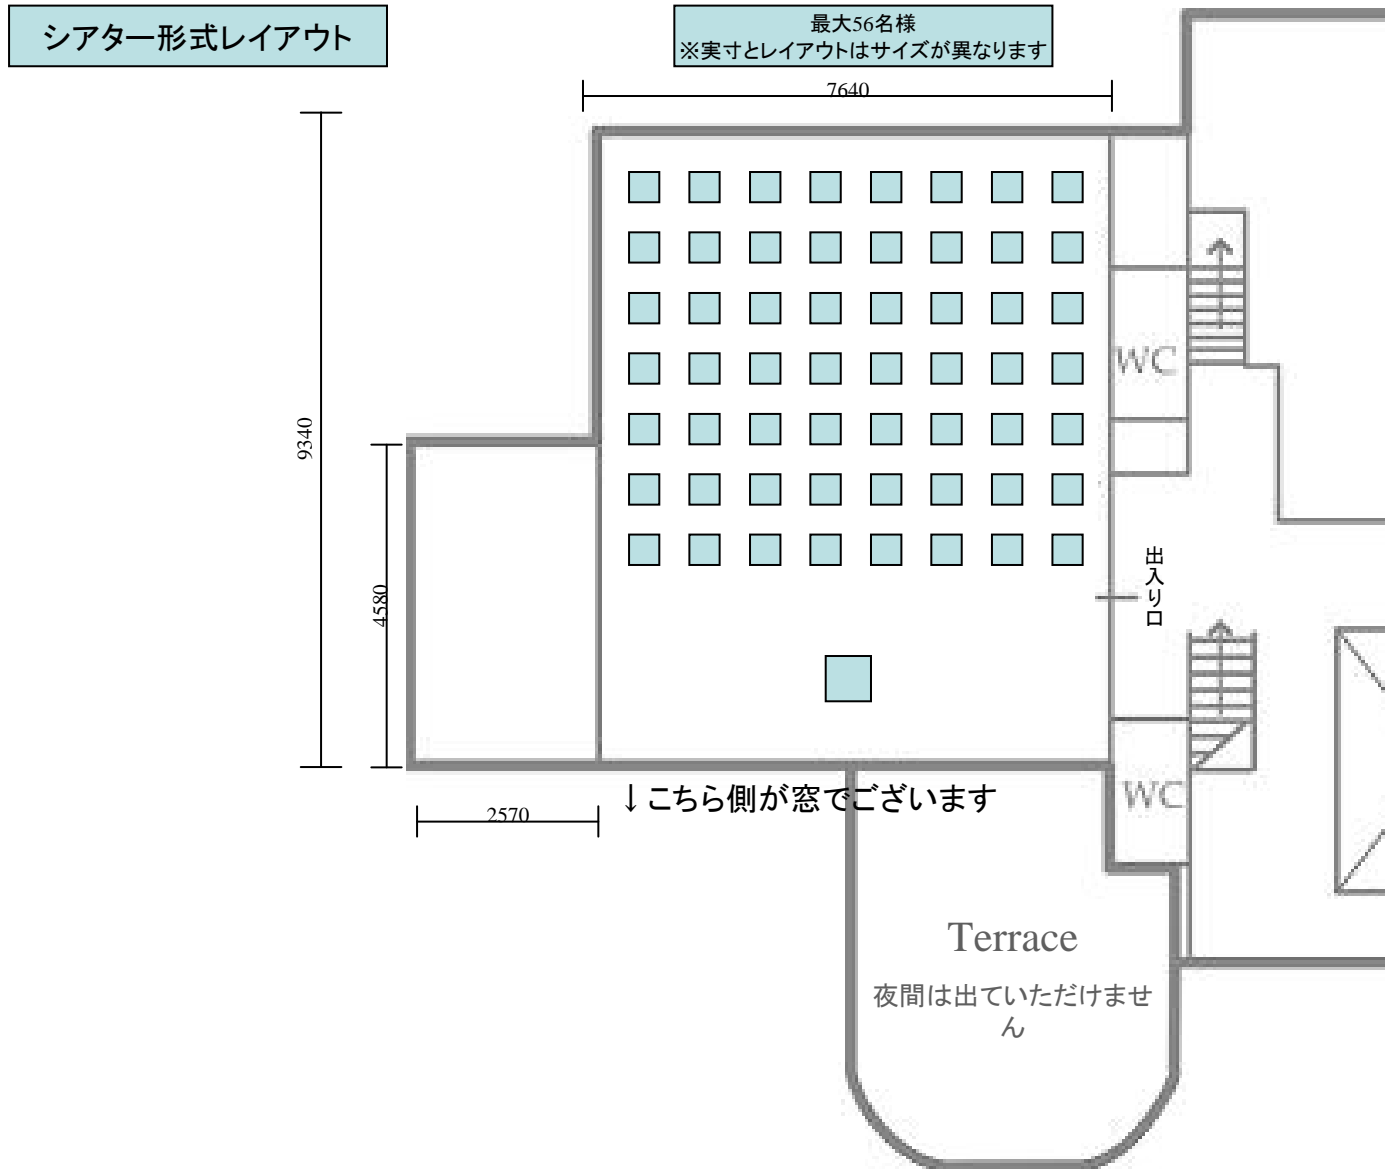 シアター形式レイアウト
最大56名様
※実寸とレイアウトはサイズが異なります
7640
9340
WC
4580
出入り口
↓こちら側が窓でございます
2570
WC
Terrace
夜間は出ていただけませ
ん